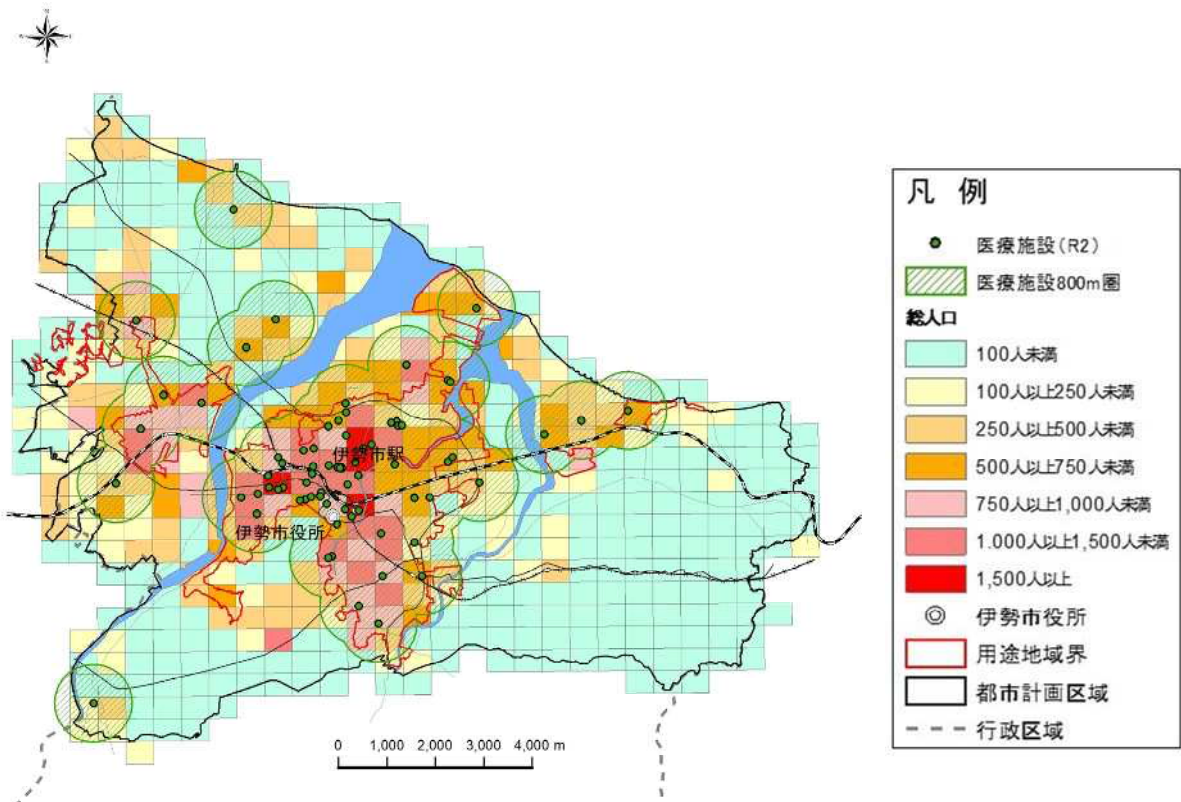 伊勢市駅
伊勢市役所
0 1,000 2,000 3,000 4,000 m
凡 例
医療施設(R2)
医療施設800m圏
総人口
100人未満
100人以上250人未満
250人以上500人未満
500人以上750人未満
750人以上1,000人未満
1.000人以上1,500人未満
1,500人以上
伊勢市役所
用途地域界
都市計画区域
行政区域